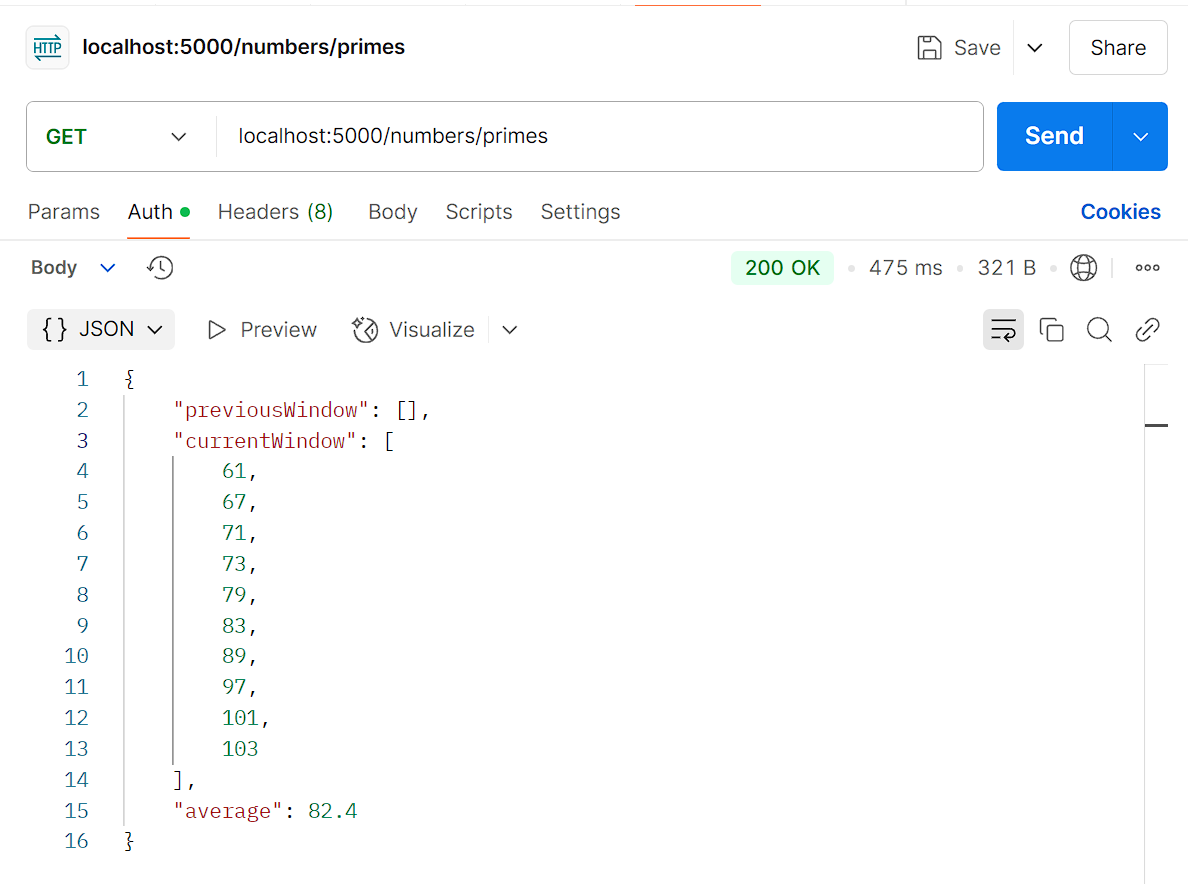 HTTP localhost:5000/numbers/primes Save Share
GET localhost:5000/numbers/primes Send
Params Auth Headers (8) Body Scripts Settings Cookies
Body 200 OK 475 ms 321 B
{} JSON Preview Visualize
1 {
2 "previousWindow": [],
3 "currentWindow": [
4 61,
5 67,
6 71,
7 73,
8 79,
9 83,
10 89,
11 97,
12 101,
13 103
14 ],
15 "average": 82.4
16 }